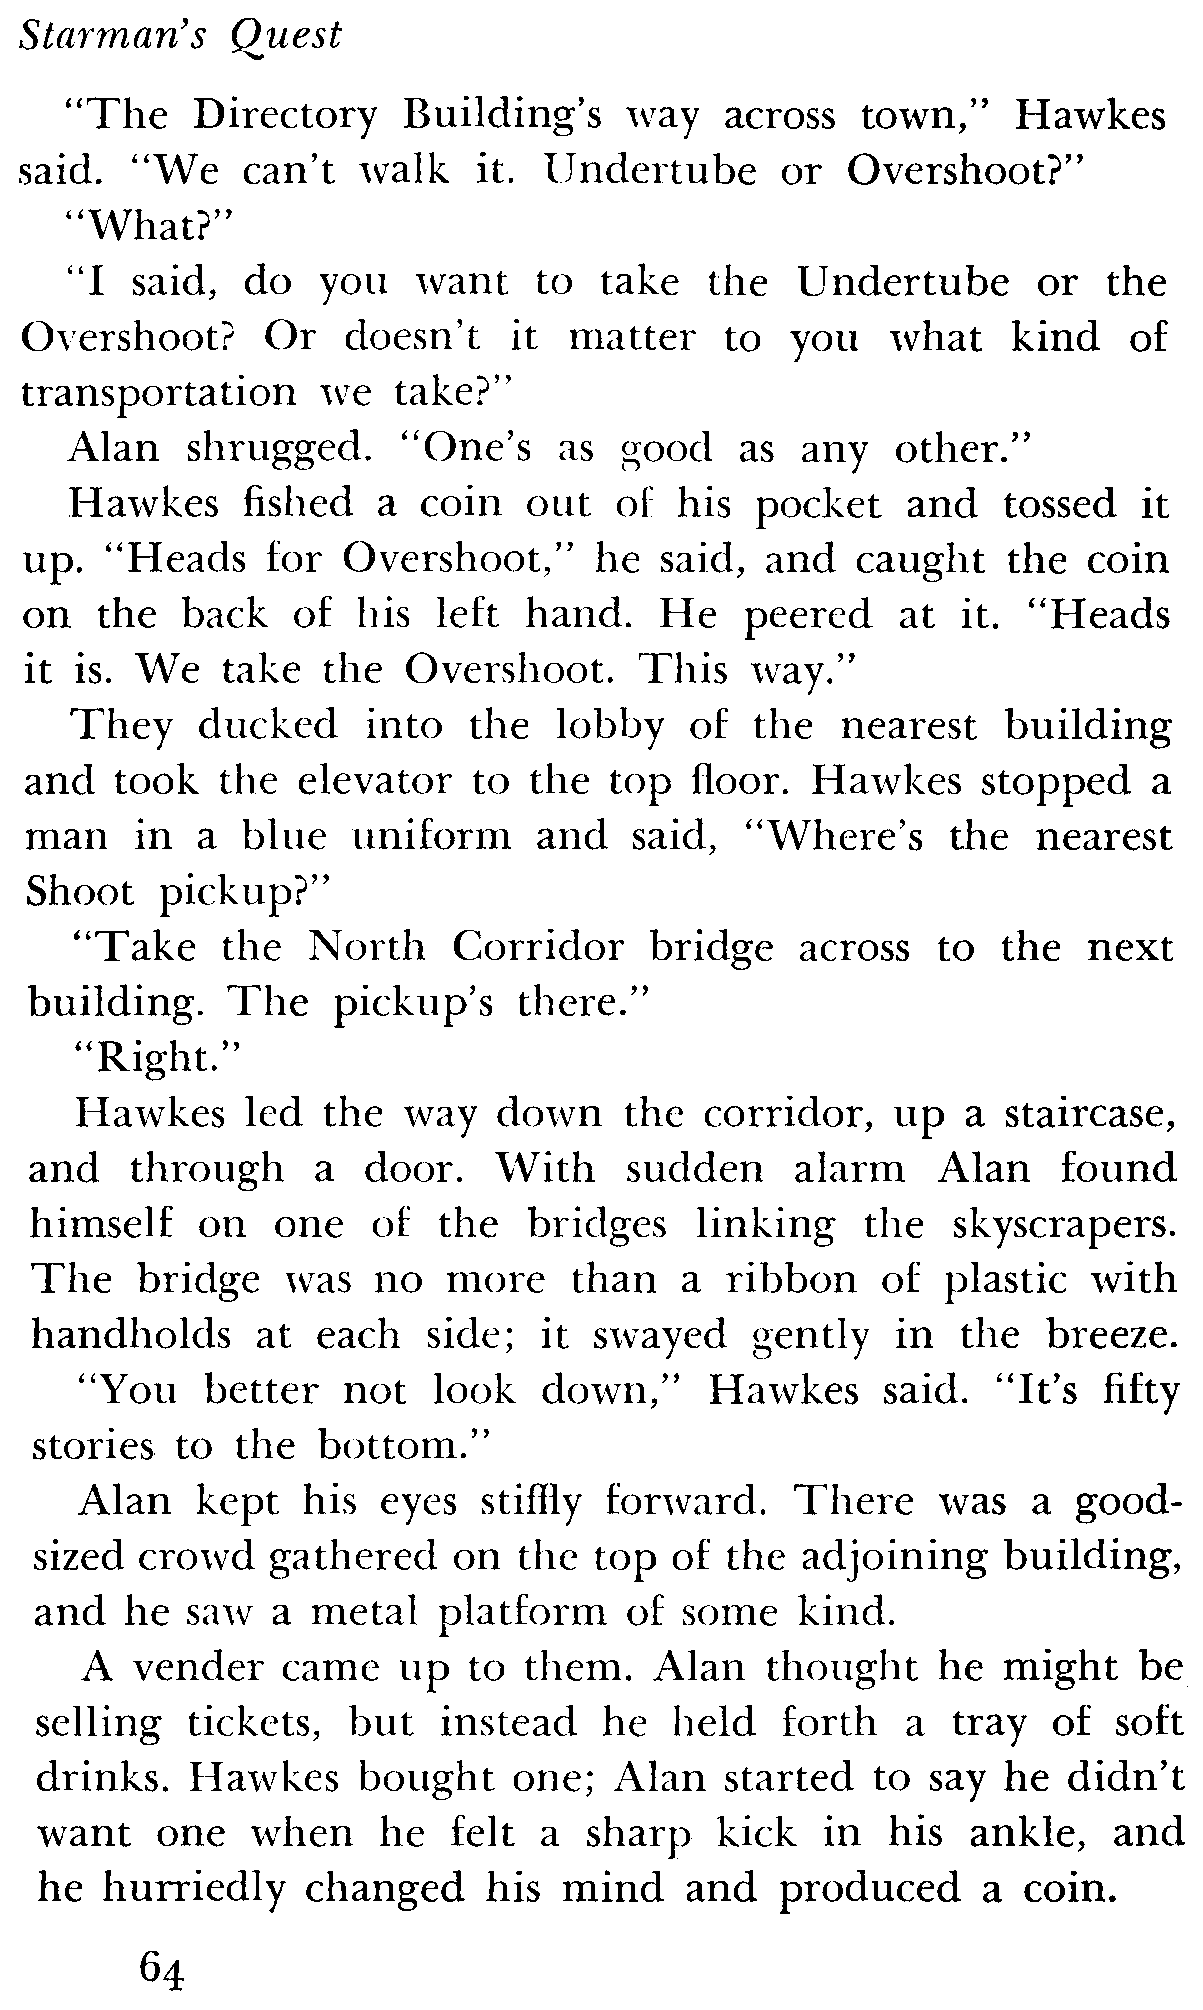 Starman's Quest
“The Directory Building's way across town,” Hawkes
said. “We can't walk it. Undertube or Overshoot?”
“What?”
“I said, do you want to take the Undertube or the
Overshoot? Or doesn't it matter to you what kind of
transportation we take?”
Alan shrugged. “One's as good as any other.”
Hawkes fished a coin out of his pocket and tossed it
up. “Heads for Overshoot,” he said, and caught the coin
on the back of his left hand. He peered at it. “Heads
it is. We take the Overshoot. This way.”
They ducked into the lobby of the nearest building
and took the elevator to the top floor. Hawkes stopped a
man in a blue uniform and said, “Where's the nearest
Shoot pickup?”
“Take the North Corridor bridge across to the next
building. The pickup's there.”
“Right.”
Hawkes led the way down the corridor, up a staircase,
and through a door. With sudden alarm Alan found
himself on one of the bridges linking the skyscrapers.
The bridge was no more than a ribbon of plastic with
handholds at each side; it swayed gently in the breeze.
“You better not look down,” Hawkes said. “It's fifty
stories to the bottom.”
Alan kept his eyes stiffly forward. There was a good-
sized crowd gathered on the top of the adjoining building,
and he saw a metal platform of some kind.
A vender came up to them. Alan thought he might be
selling tickets, but instead he held forth a tray of soft
drinks. Hawkes bought one; Alan started to say he didn't
want one when he felt a sharp kick in his ankle, and
he hurriedly changed his mind and produced a coin.
64